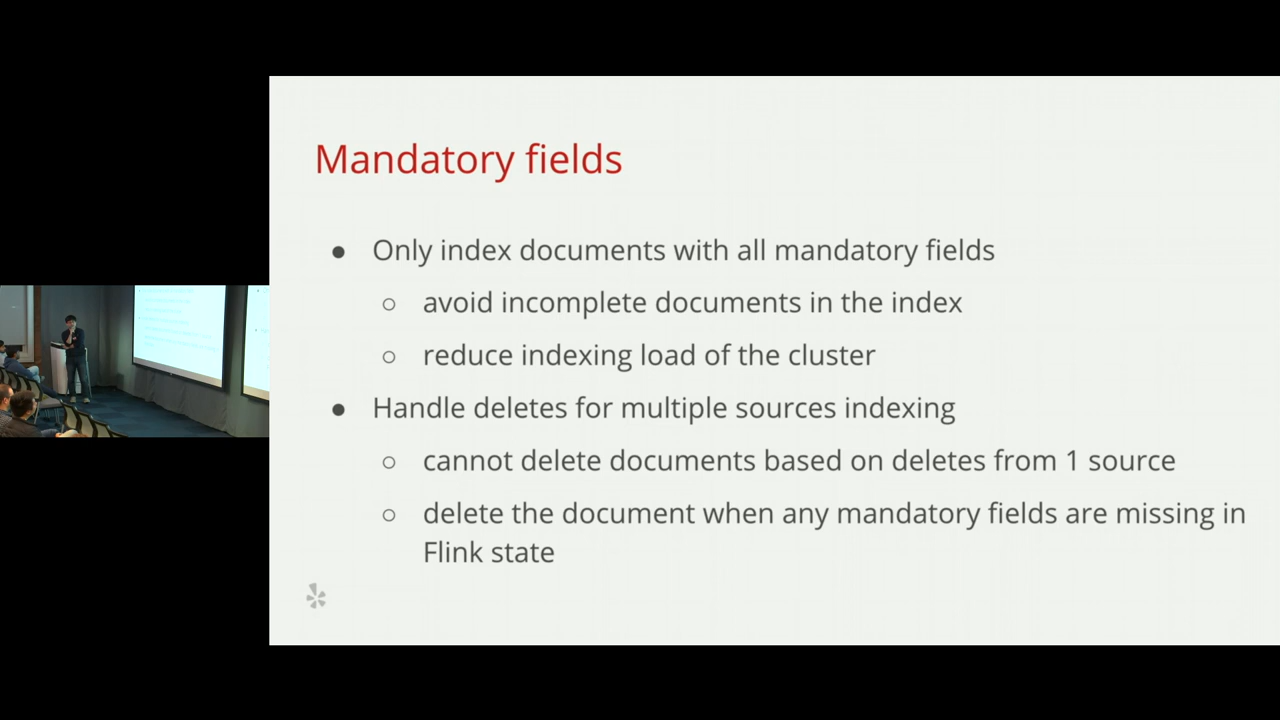 Mandatory fields
● Only index documents with all mandatory fields
○ avoid incomplete documents in the index
○ reduce indexing load of the cluster
● Handle deletes for multiple sources indexing
○ cannot delete documents based on deletes from 1 source
○ delete the document when any mandatory fields are missing in
Flink state